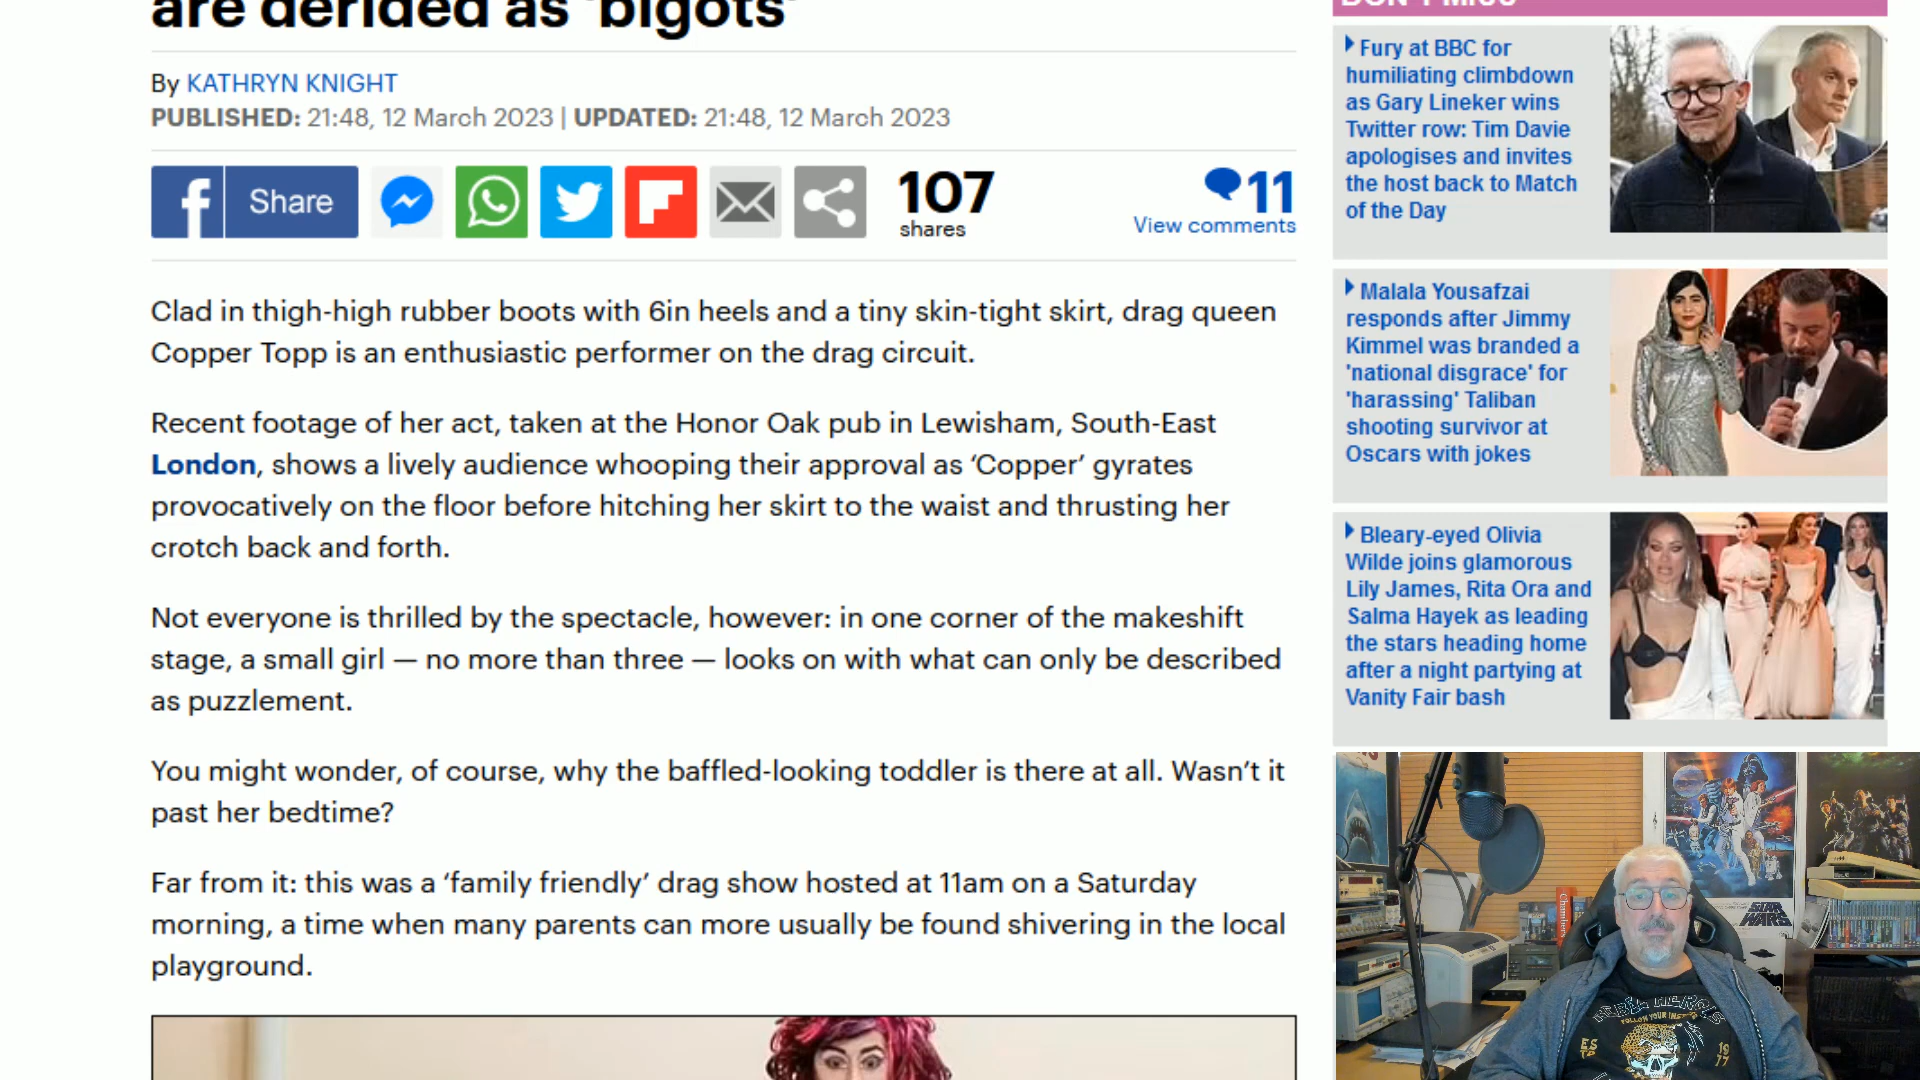 are derided as 'bigots'
By KATHRYN KNIGHT
PUBLISHED: 21:48, 12 March 2023 | UPDATED: 21:48, 12 March 2023
Share
107
shares
11
View comments
Clad in thigh-high rubber boots with 6in heels and a tiny skin-tight skirt, drag queen
Copper Topp is an enthusiastic performer on the drag circuit.
Recent footage of her act, taken at the Honor Oak pub in Lewisham, South-East
London, shows a lively audience whooping their approval as ‘Copper’ gyrates
provocatively on the floor before hitching her skirt to the waist and thrusting her
crotch back and forth.
Not everyone is thrilled by the spectacle, however: in one corner of the makeshift
stage, a small girl — no more than three — looks on with what can only be described
as puzzlement.
You might wonder, of course, why the baffled-looking toddler is there at all. Wasn’t it
past her bedtime?
Far from it: this was a ‘family friendly’ drag show hosted at 11am on a Saturday
morning, a time when many parents can more usually be found shivering in the local
playground.
DON'T MISS
Fury at BBC for
humiliating climbdown
as Gary Lineker wins
Twitter row: Tim Davie
apologises and invites
the host back to Match
of the Day
Malala Yousafzai
responds after Jimmy
Kimmel was branded a
'national disgrace' for
'harassing' Taliban
shooting survivor at
Oscars with jokes
Bleary-eyed Olivia
Wilde joins glamorous
Lily James, Rita Ora and
Salma Hayek as leading
the stars heading home
after a night partying at
Vanity Fair bash
STAR
WARS
Chambers
REBEL HEROES
FOLLOW YOUR
ES
TP
19
77